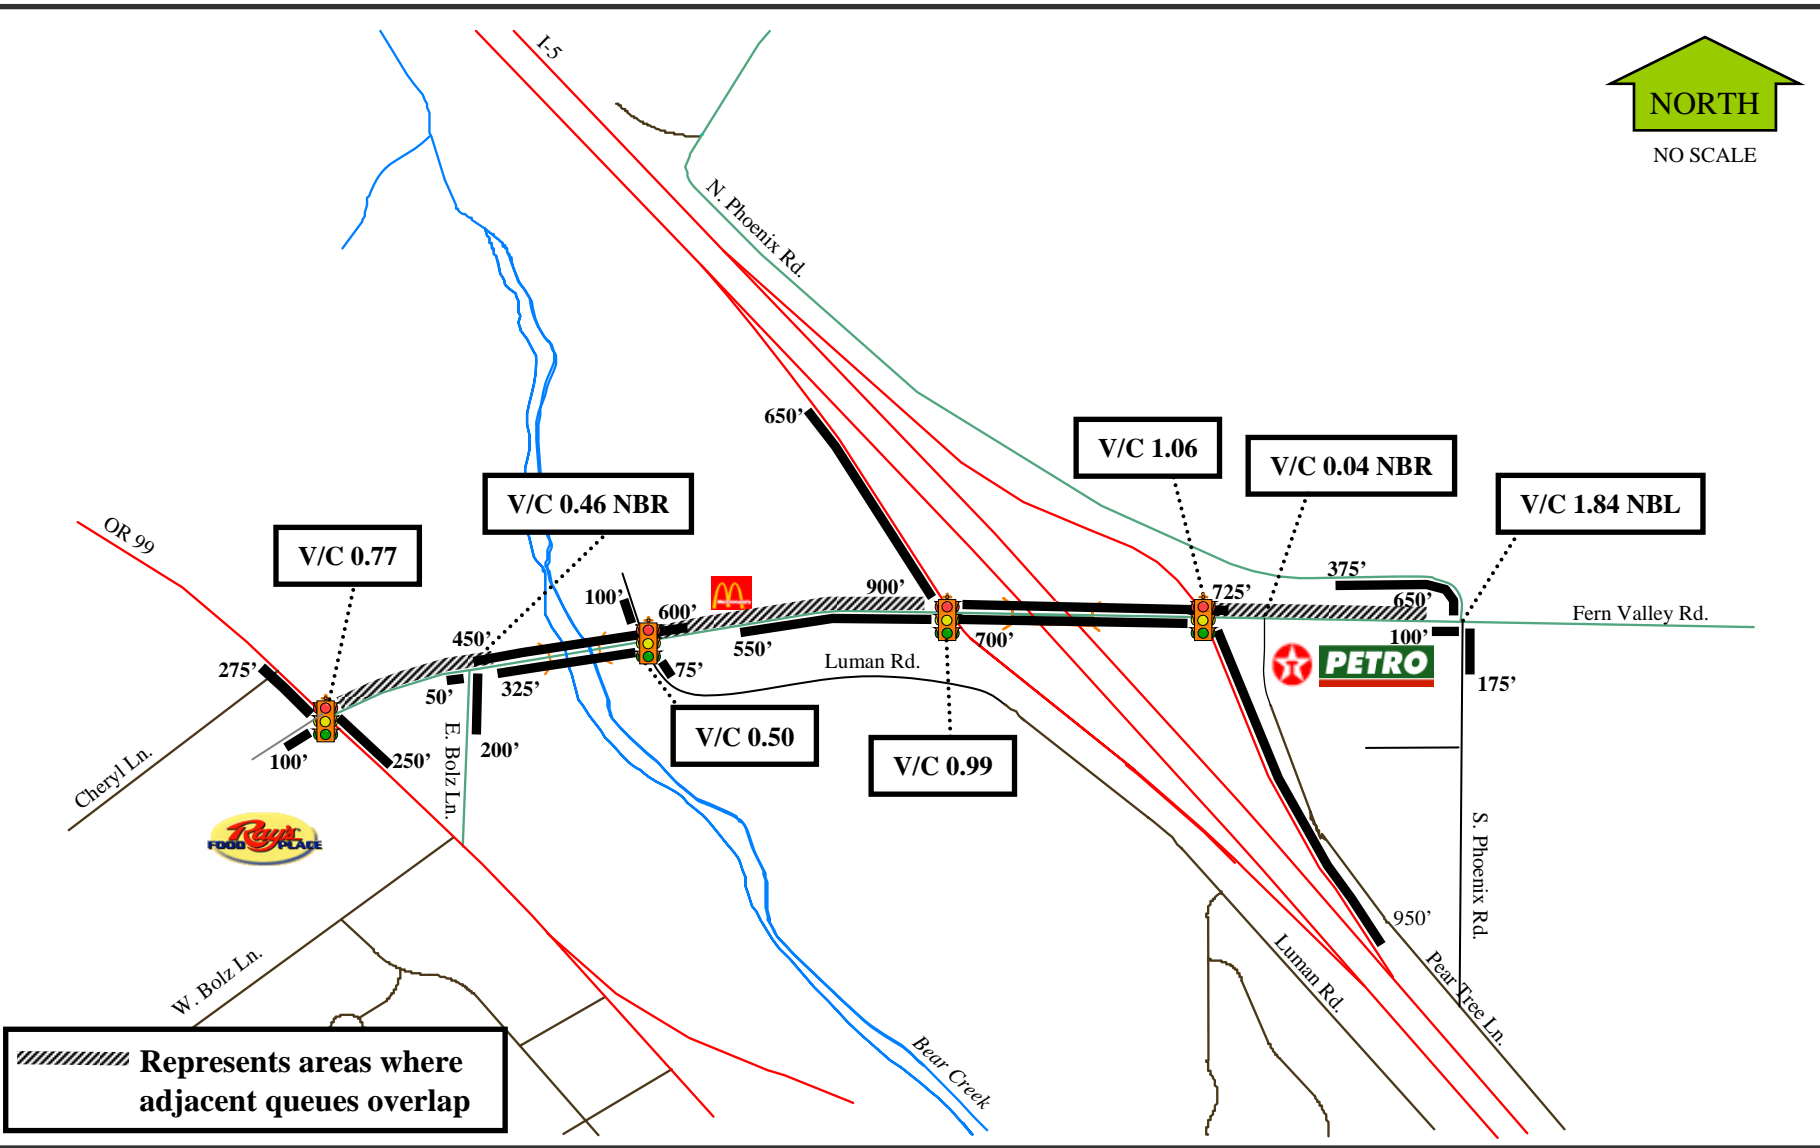 I-5
NORTH
NO SCALE
N. Phoenix Rd.
650'
V/C 1.06
V/C 0.04 NBR
V/C 0.46 NBR
V/C 1.84 NBL
OR 99
V/C 0.77
375'
900'
725'
650'
100'
600'
Fern Valley Rd.
450'
550'
700'
100'
Luman Rd.
PETRO
275'
75'
50'
325'
175'
E. Bolz Ln.
V/C 0.50
200'
V/C 0.99
100'
250'
Cheryl Ln.
Ray's
FOOD PLACE
S. Phoenix Rd.
950'
W. Bolz Ln.
Luman Rd.
Pear Tree Ln.
Bear Creek
Represents areas where
adjacent queues overlap